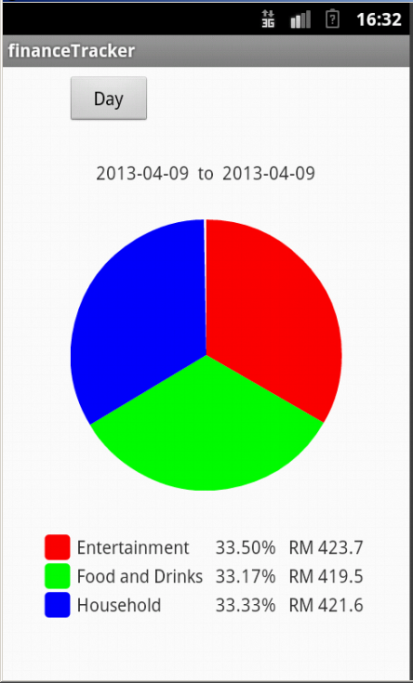 3G 16:32
financeTracker
Day
2013-04-09 to 2013-04-09
Entertainment 33.50% RM 423.7
Food and Drinks 33.17% RM 419.5
Household 33.33% RM 421.6